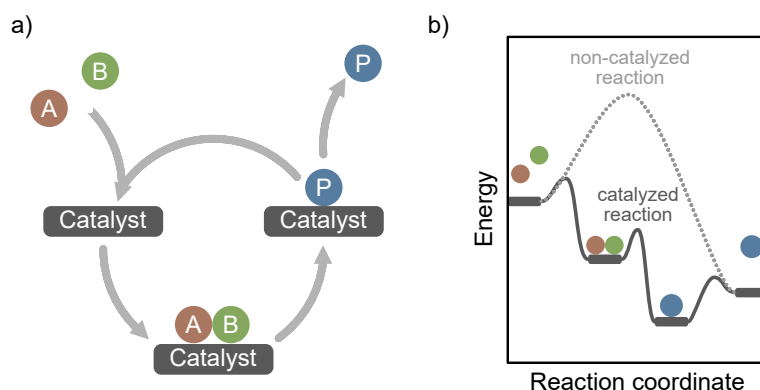 a)
A
B
P
Catalyst
P
Catalyst
A
B
Catalyst
b)
non-catalyzed
reaction
catalyzed
reaction
Energy
Reaction coordinate